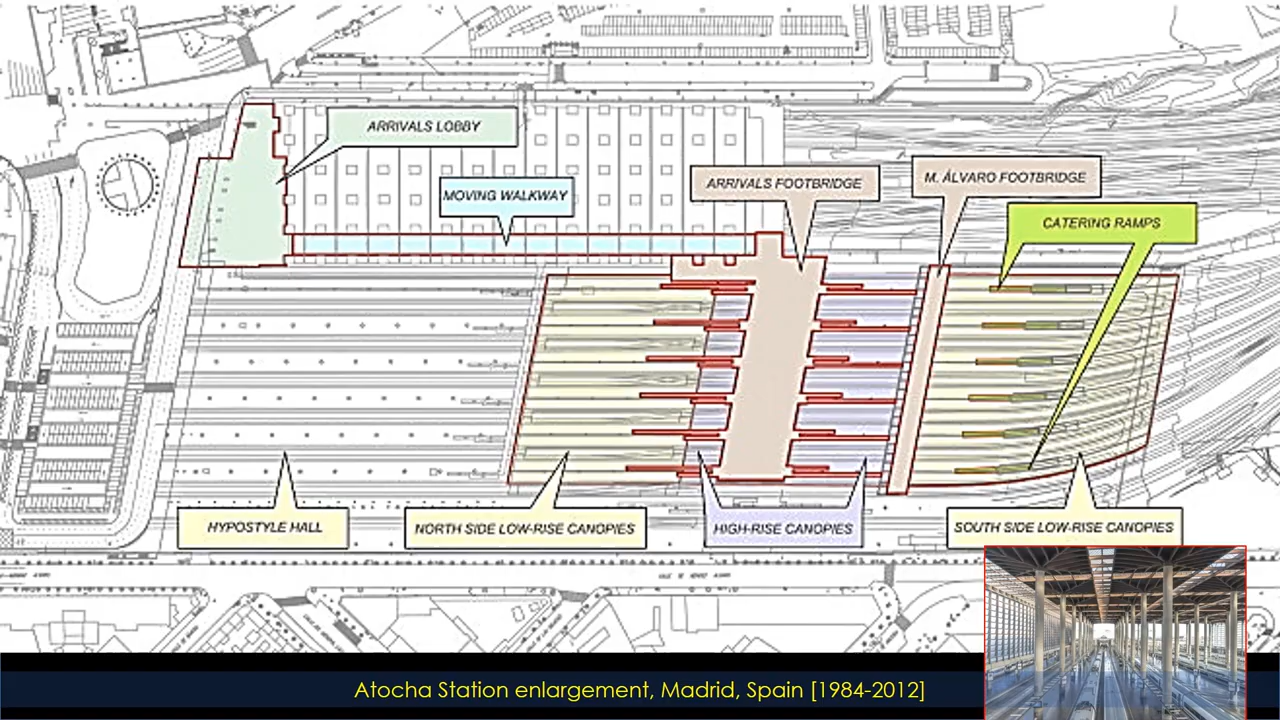 ARRIVALS LOBBY
MOVING WALKWAY
ARRIVALS FOOTBRIDGE
M. ÁLVARO FOOTBRIDGE
CATERING RAMPS
HYPOSTYLE HALL
NORTH SIDE LOW-RISE CANOPIES
HIGH-RISE CANOPIES
SOUTH SIDE LOW-RISE CANOPIES
Atocha Station enlargement, Madrid, Spain [1984-2012]